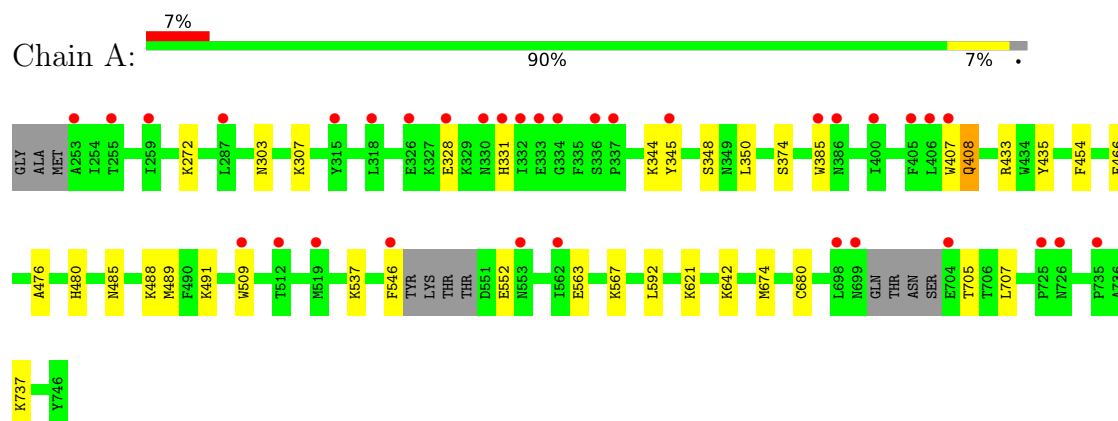 7%
Chain A:
90% 7% •
GLY ALA MET A253 I254 T255 I259 K272 L287 N303 K307 Y315 L318 E326 K327 E328 K329 N330 H331 I332 E333 G334 F335 S336 P337 K344 Y345 S348 N349 L350 S374 W385 N386 I400 F405 L406 W407 Q408 R433 W434 Y435 F454
A476 H480 N485 K488 M489 F490 K491 W509 T512 M519 K537 F546 TYR LYS THR THR D551 E552 N553 I562 E563 K567 L592 K621 K642 M674 C680 L698 N699 GLN THR ASN SER E704 T705 T706 L707 P725 N726 P735 A736
K737 Y746